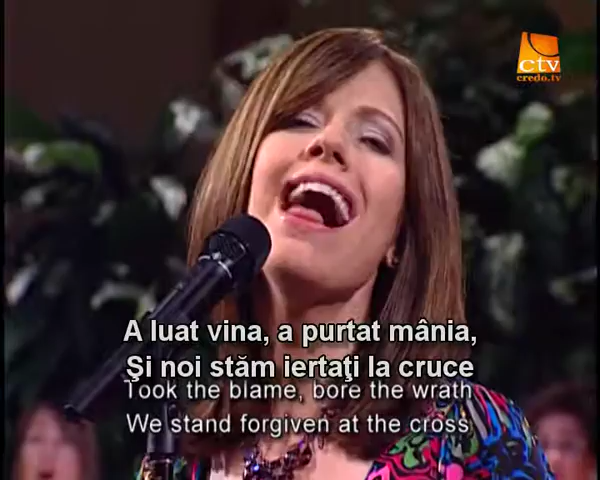 ctv
credo.tv
A luat vina, a purtat mânia,
Şi noi stăm iertaţi la cruce
Took the blame, bore the wrath
We stand forgiven at the cross